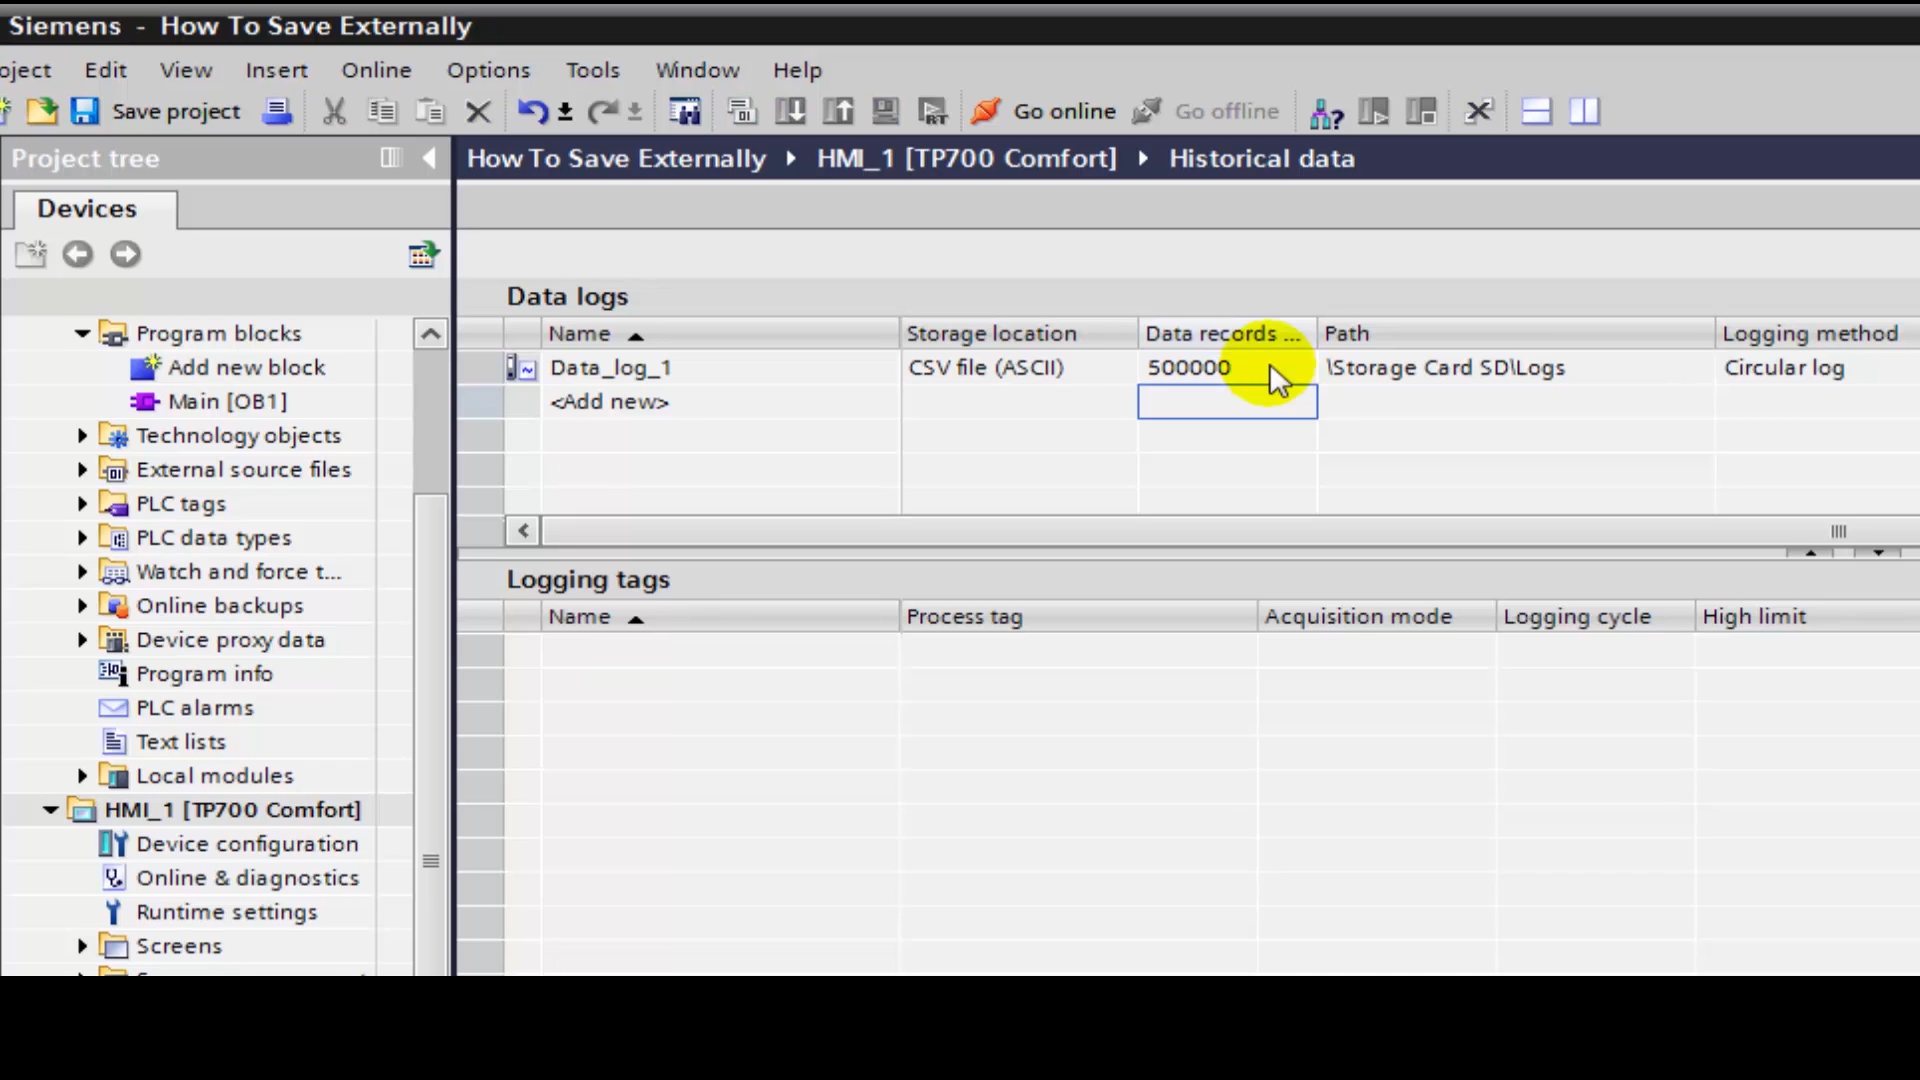 Siemens - How To Save Externally
oject Edit View Insert Online Options Tools Window Help
Save project Go online Go offline
Project tree
How To Save Externally HMI_1 [TP700 Comfort] Historical data
Devices
Data logs
Name Storage location Data records ... Path Logging method
Data_log_1 CSV file (ASCII) 500000 \Storage Card SD\Logs Circular log
<Add new>
Program blocks
Add new block
Main [OB1]
Technology objects
External source files
PLC tags
PLC data types
Watch and force t...
Online backups
Device proxy data
Program info
PLC alarms
Text lists
Local modules
HMI_1 [TP700 Comfort]
Device configuration
Online & diagnostics
Runtime settings
Screens
Logging tags
Name Process tag Acquisition mode Logging cycle High limit